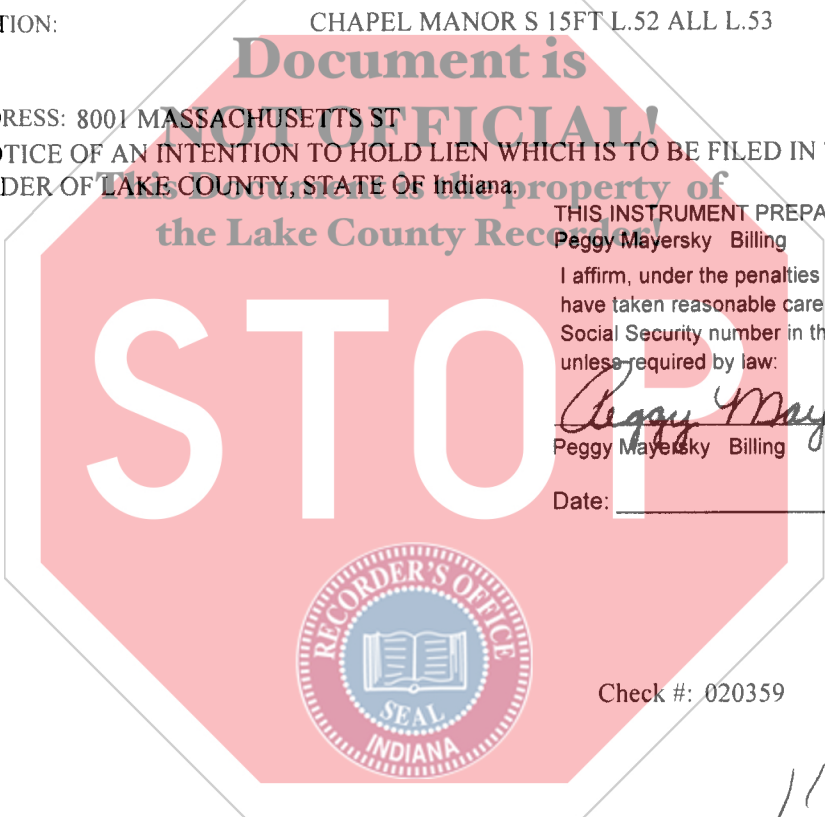 TION: CHAPEL MANOR S 15FT L.52 ALL L.53
Document is
RESS: 8001 MASSACHUSETTS ST
NOT OFFICIAL!
TICE OF AN INTENTION TO HOLD LIEN WHICH IS TO BE FILED IN
DER OF LAKE COUNTY, STATE OF Indiana.
This Document is the property of
the Lake County Recorder!
THIS INSTRUMENT PREPA
Peggy Mayersky Billing
I affirm, under the penalties
have taken reasonable care
Social Security number in th
unless required by law:
Peggy May
Peggy Mayersky Billing
Date:
STOP
RECORDER'S OFFICE
SEAL
INDIANA
Check #: 020359